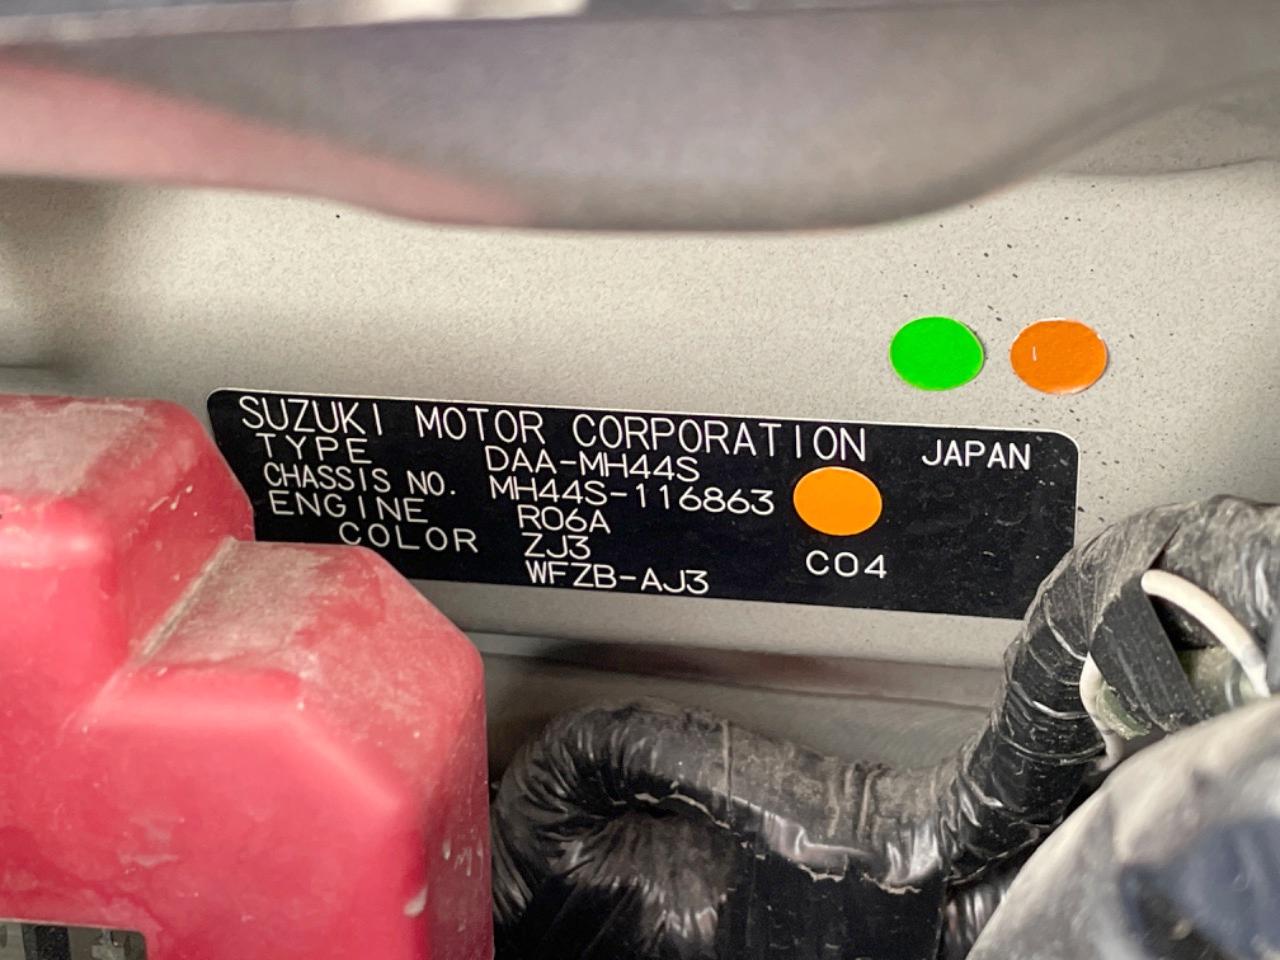 SUZUKI MOTOR CORPORATION JAPAN
TYPE DAA-MH44S
CHASSIS NO. MH44S-116863
ENGINE R06A
COLOR ZJ3 C04
WFZB-AJ3